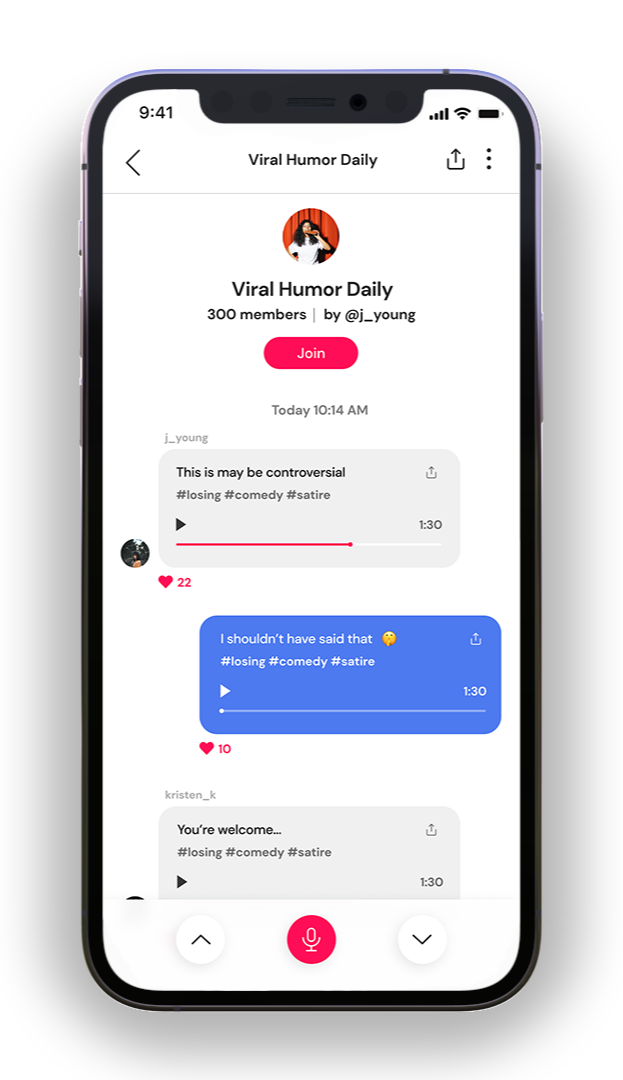 9:41
Viral Humor Daily
Viral Humor Daily
300 members | by @j_young
Join
Today 10:14 AM
j_young
This is may be controversial
#losing #comedy #satire
1:30
22
I shouldn't have said that 🤫
#losing #comedy #satire
1:30
10
kristen_k
You're welcome...
#losing #comedy #satire
1:30